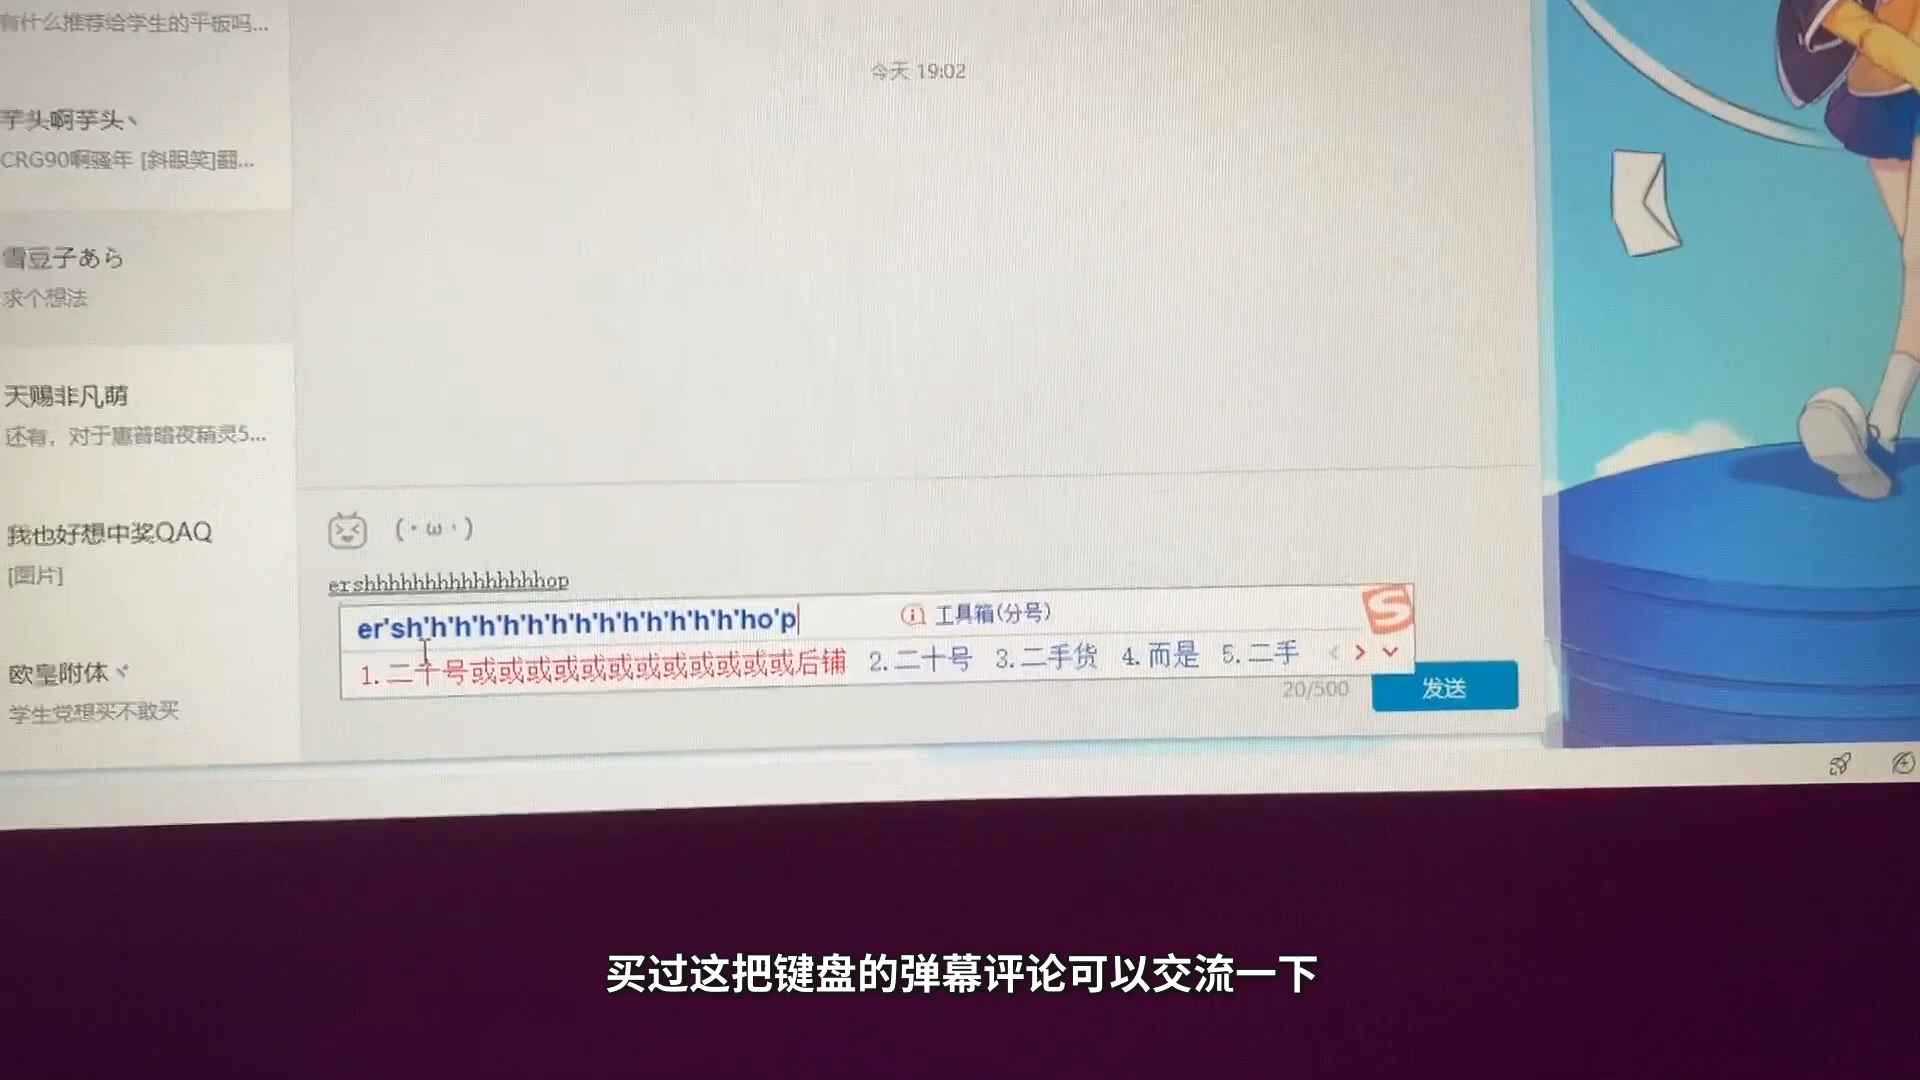 有什么推荐给学生的平板吗...
今天 19:02
芋头啊芋头丶
CRG90啊骚年 [斜眼笑]翻...
雪豆子あら
求个想法
天赐非凡萌
还有，对于惠普暗夜精灵5...
我也好想中奖QAQ
[图片]
欧皇附体ヾ
学生党想买不敢买
(・ω・)
ershhhhhhhhhhhhhhhop
er'sh'h'h'h'h'h'h'h'h'h'h'h'h'h'ho'p
工具箱(分号)
1.二十号或或或或或或或或或或或或后铺 2.二十号 3.二手货 4.而是 5.二手
20/500
发送
买过这把键盘的弹幕评论可以交流一下